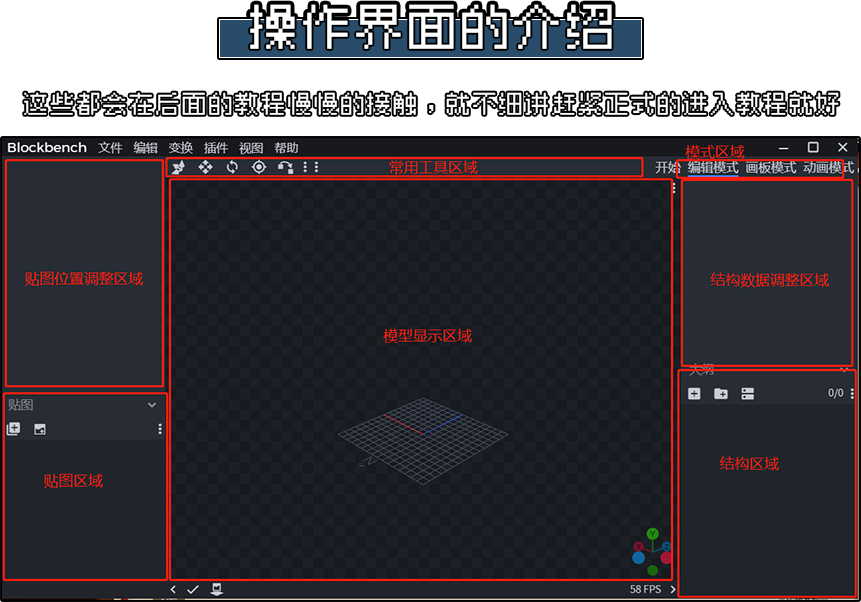 操作界面的介绍
这些都会在后面的教程慢慢的接触，就不细讲赶紧正式的进入教程就好
Blockbench 文件 编辑 变换 插件 视图 帮助
模式区域
常用工具区域
开始 编辑模式 画板模式 动画模式
贴图位置调整区域
结构数据调整区域
模型显示区域
大纲
0/0
贴图
贴图区域
结构区域
Y
X
Z
58 FPS